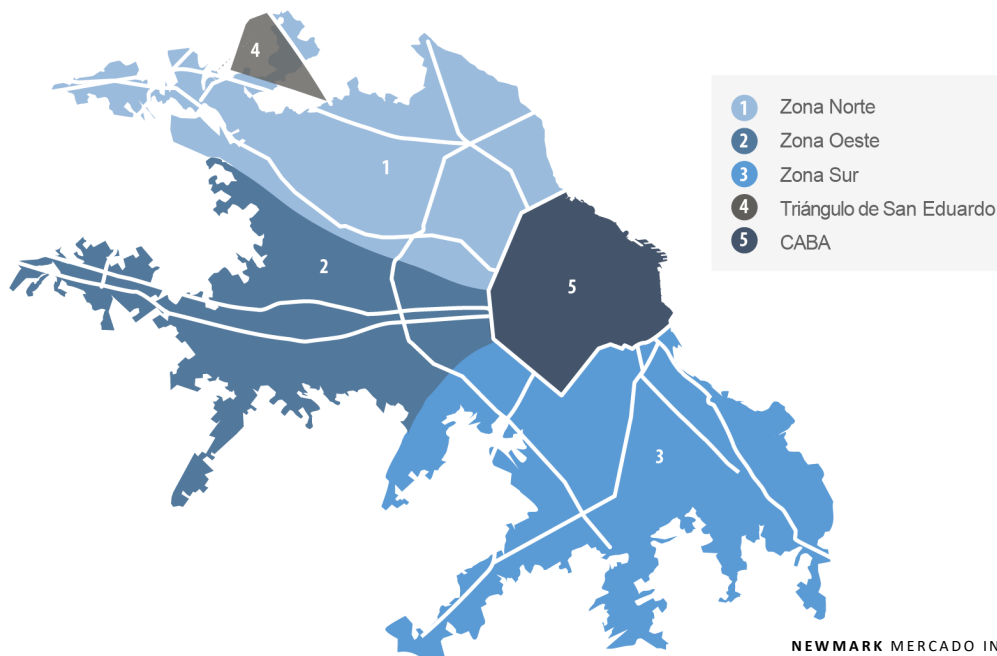 4
1
2
5
3
1 Zona Norte
2 Zona Oeste
3 Zona Sur
4 Triángulo de San Eduardo
5 CABA
NEWMARK MERCADO IN